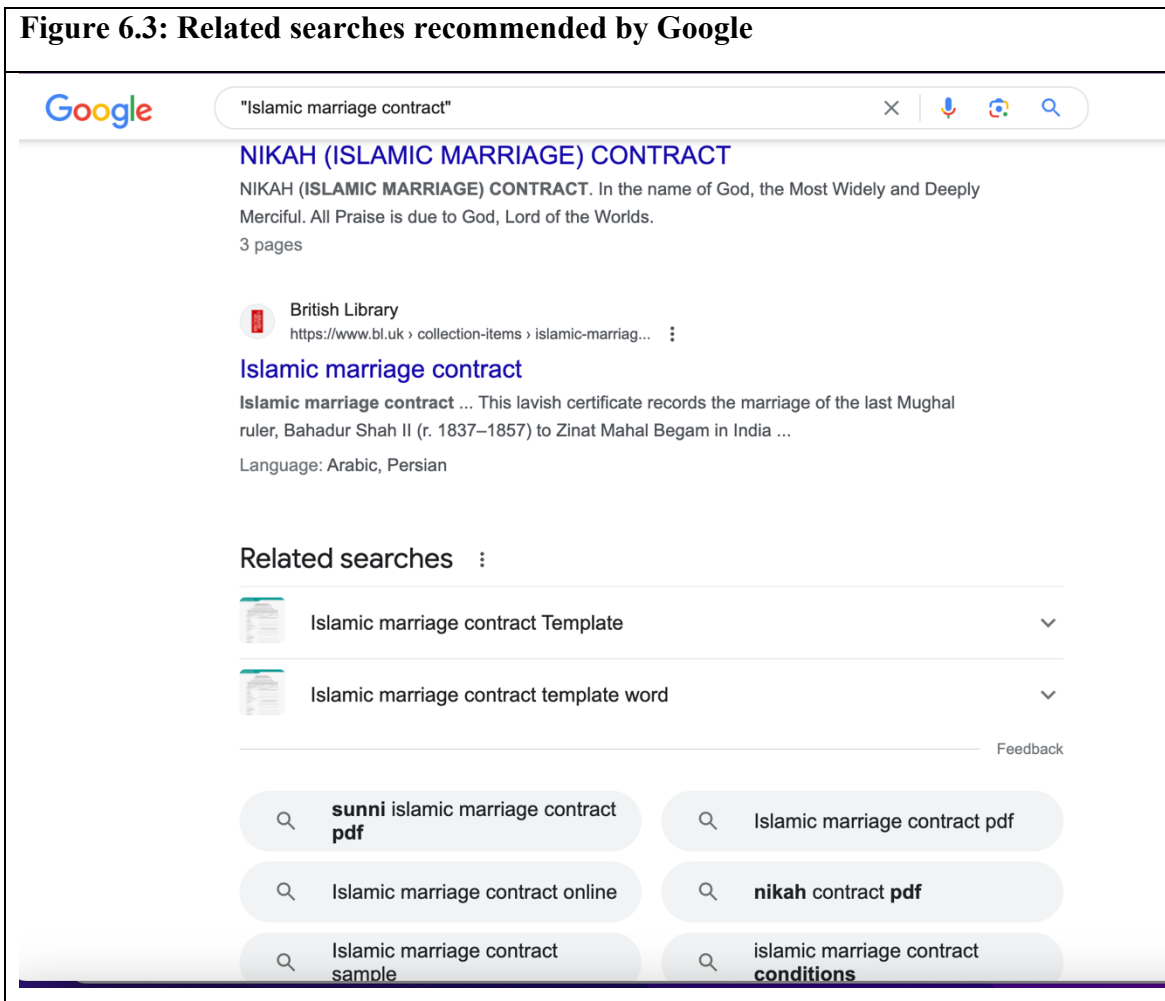 Figure 6.3: Related searches recommended by Google
Google
"Islamic marriage contract"
NIKAH (ISLAMIC MARRIAGE) CONTRACT
NIKAH (ISLAMIC MARRIAGE) CONTRACT. In the name of God, the Most Widely and Deeply
Merciful. All Praise is due to God, Lord of the Worlds.
3 pages
British Library
https://www.bl.uk › collection-items › islamic-marriag...
Islamic marriage contract
Islamic marriage contract ... This lavish certificate records the marriage of the last Mughal
ruler, Bahadur Shah II (r. 1837–1857) to Zinat Mahal Begam in India ...
Language: Arabic, Persian
Related searches
Islamic marriage contract Template
Islamic marriage contract template word
Feedback
sunni islamic marriage contract
pdf
Islamic marriage contract pdf
Islamic marriage contract online
nikah contract pdf
Islamic marriage contract
sample
islamic marriage contract
conditions